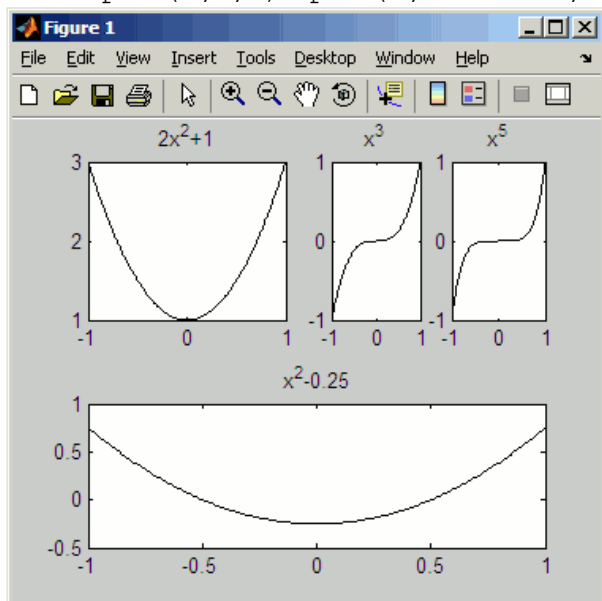 Figure 1
File Edit View Insert Tools Desktop Window Help
2x²+1
3
2
1
-1 0 1
x³
1
0
-1
-1 0 1
x⁵
1
0
-1
-1 0 1
x²-0.25
1
0.5
0
-0.5
-1 -0.5 0 0.5 1